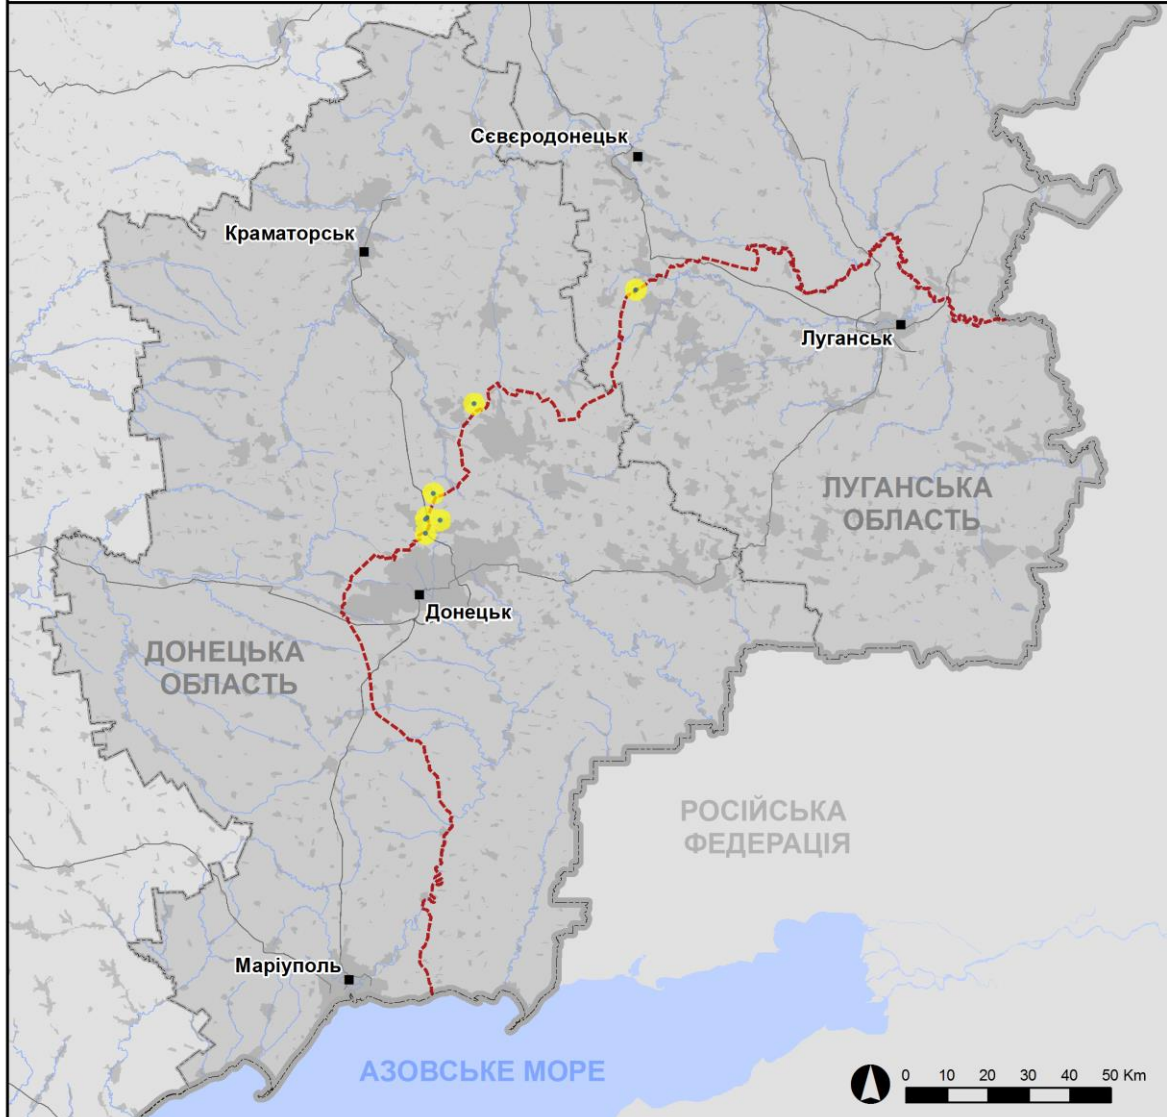 Сєвєродонецьк
Краматорськ
Луганськ
ЛУГАНСЬКА
ОБЛАСТЬ
Донецьк
ДОНЕЦЬКА
ОБЛАСТЬ
РОСІЙСЬКА
ФЕДЕРАЦІЯ
Маріуполь
АЗОВСЬКЕ МОРЕ
0 10 20 30 40 50 Km